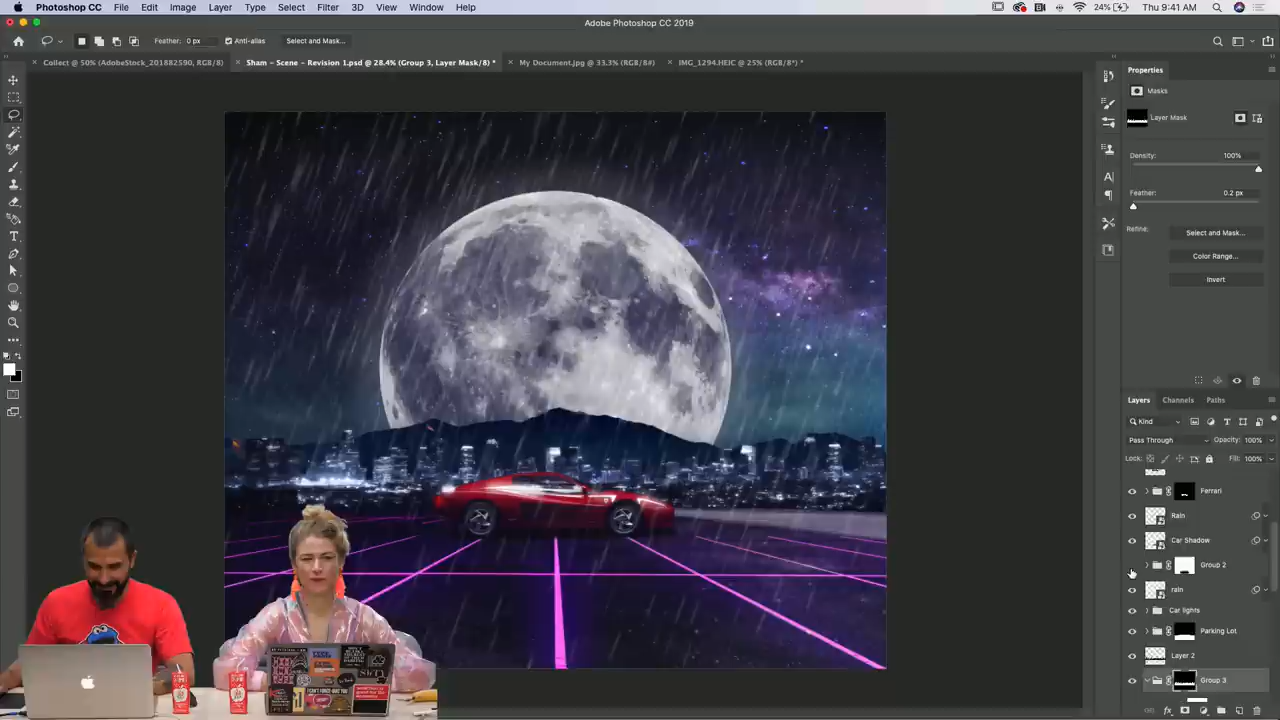 Photoshop CC File Edit Image Layer Type Select Filter 3D View Window Help 24% Thu 9:41 AM
Adobe Photoshop CC 2019
Feather: 0 px Anti-alias Select and Mask...
Collect @ 50% (AdobeStock_201882590, RGB/8) Sham – Scene – Revision 1.psd @ 28.4% (Group 3, Layer Mask/8) * My Document.jpg @ 33.3% (RGB/8#) IMG_1294.HEIC @ 25% (RGB/8*) *
Properties
Masks
Layer Mask
Density: 100%
Feather: 0.2 px
Refine: Select and Mask...
Color Range...
Invert
Layers Channels Paths
Kind
Pass Through Opacity: 100%
Lock: Fill: 100%
Ferrari
Rain
Car Shadow
Group 2
rain
Car lights
Parking Lot
Layer 2
Group 3